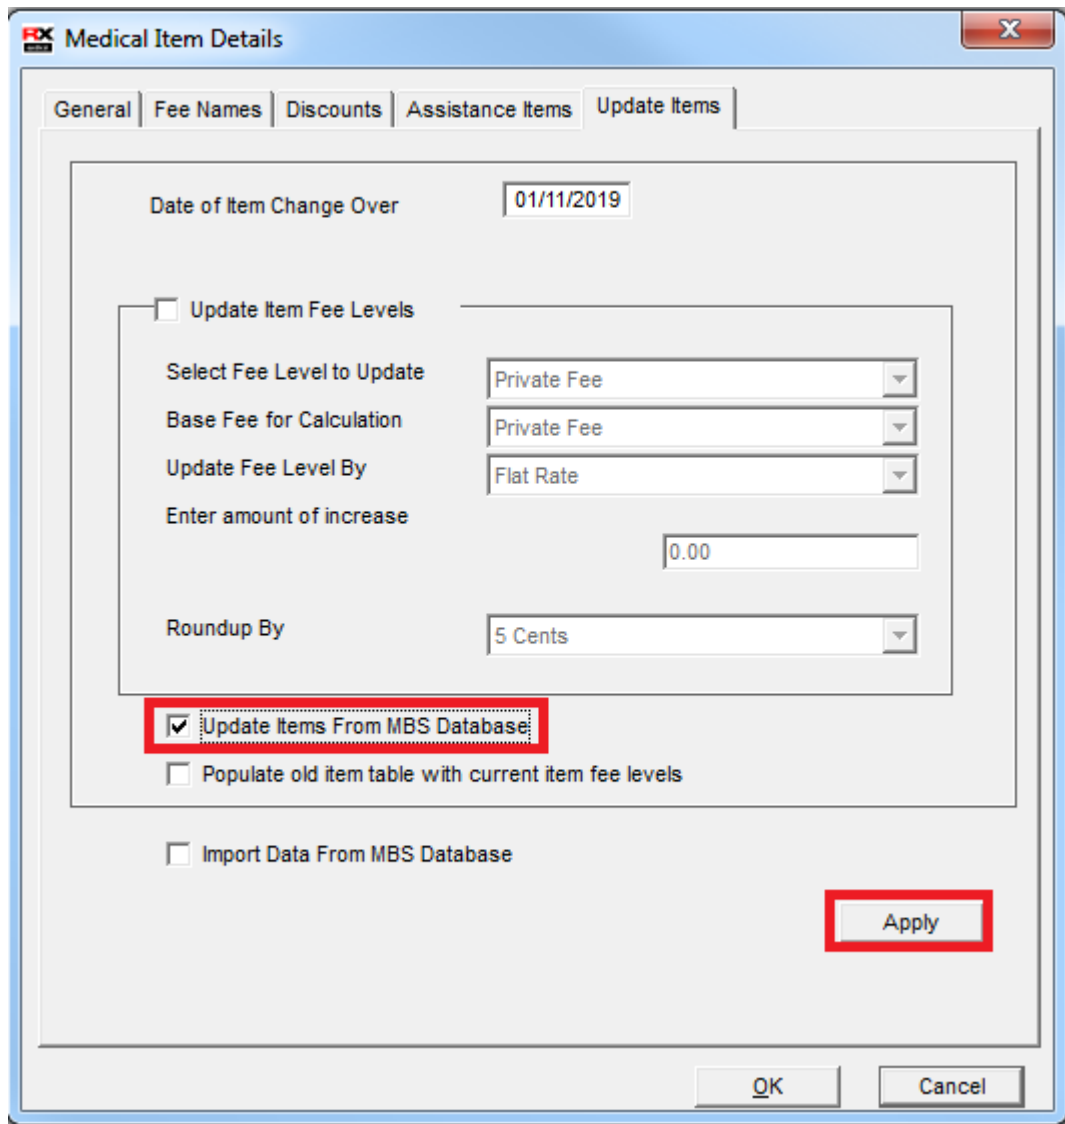 RX Medical Item Details
X
General Fee Names Discounts Assistance Items Update Items
Date of Item Change Over 01/11/2019
Update Item Fee Levels
Select Fee Level to Update Private Fee
Base Fee for Calculation Private Fee
Update Fee Level By Flat Rate
Enter amount of increase
0.00
Roundup By 5 Cents
Update Items From MBS Database
Populate old item table with current item fee levels
Import Data From MBS Database
Apply
OK Cancel